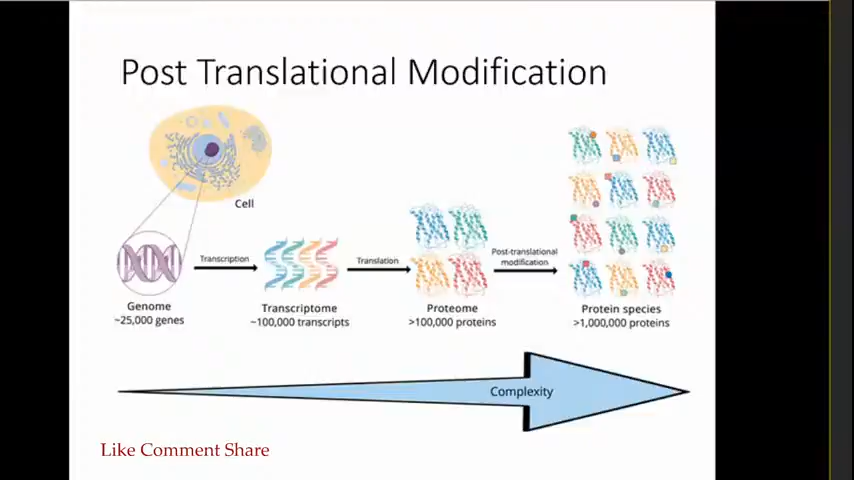 Post Translational Modification
Cell
Transcription
Translation
Post-translational
modification
Genome
~25,000 genes
Transcriptome
~100,000 transcripts
Proteome
>100,000 proteins
Protein species
>1,000,000 proteins
Complexity
Like Comment Share